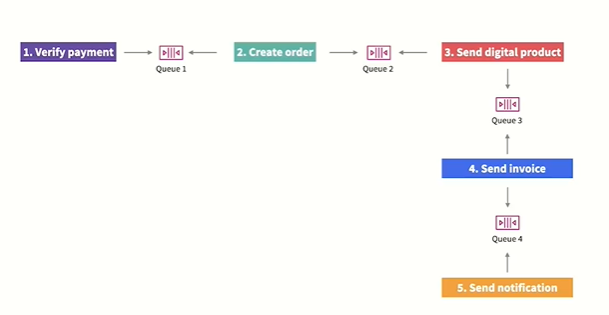 1. Verify payment
Queue 1
2. Create order
Queue 2
3. Send digital product
Queue 3
4. Send invoice
Queue 4
5. Send notification